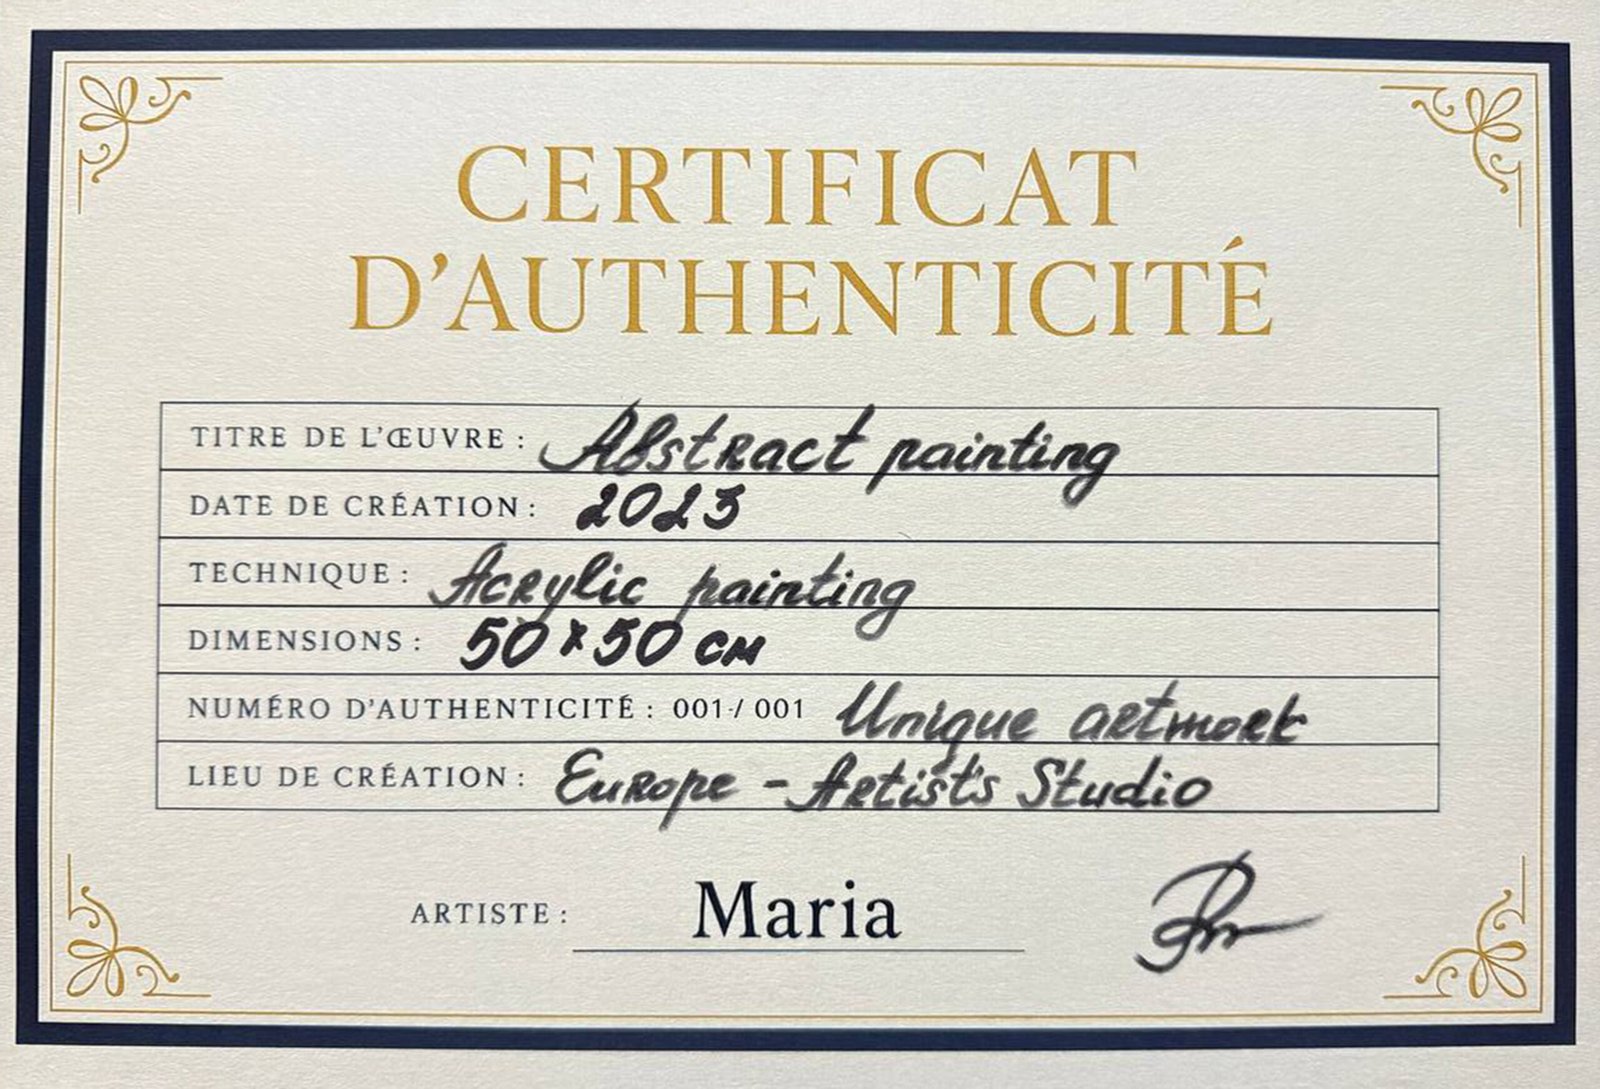 CERTIFICAT
D'AUTHENTICITÉ
TITRE DE L'ŒUVRE : Abstract painting
DATE DE CRÉATION : 2023
TECHNIQUE : Acrylic painting
DIMENSIONS : 50 x 50 cm
NUMÉRO D'AUTHENTICITÉ : 001 / 001 Unique artwork
LIEU DE CRÉATION : Europe - Artist's Studio
ARTISTE : Maria